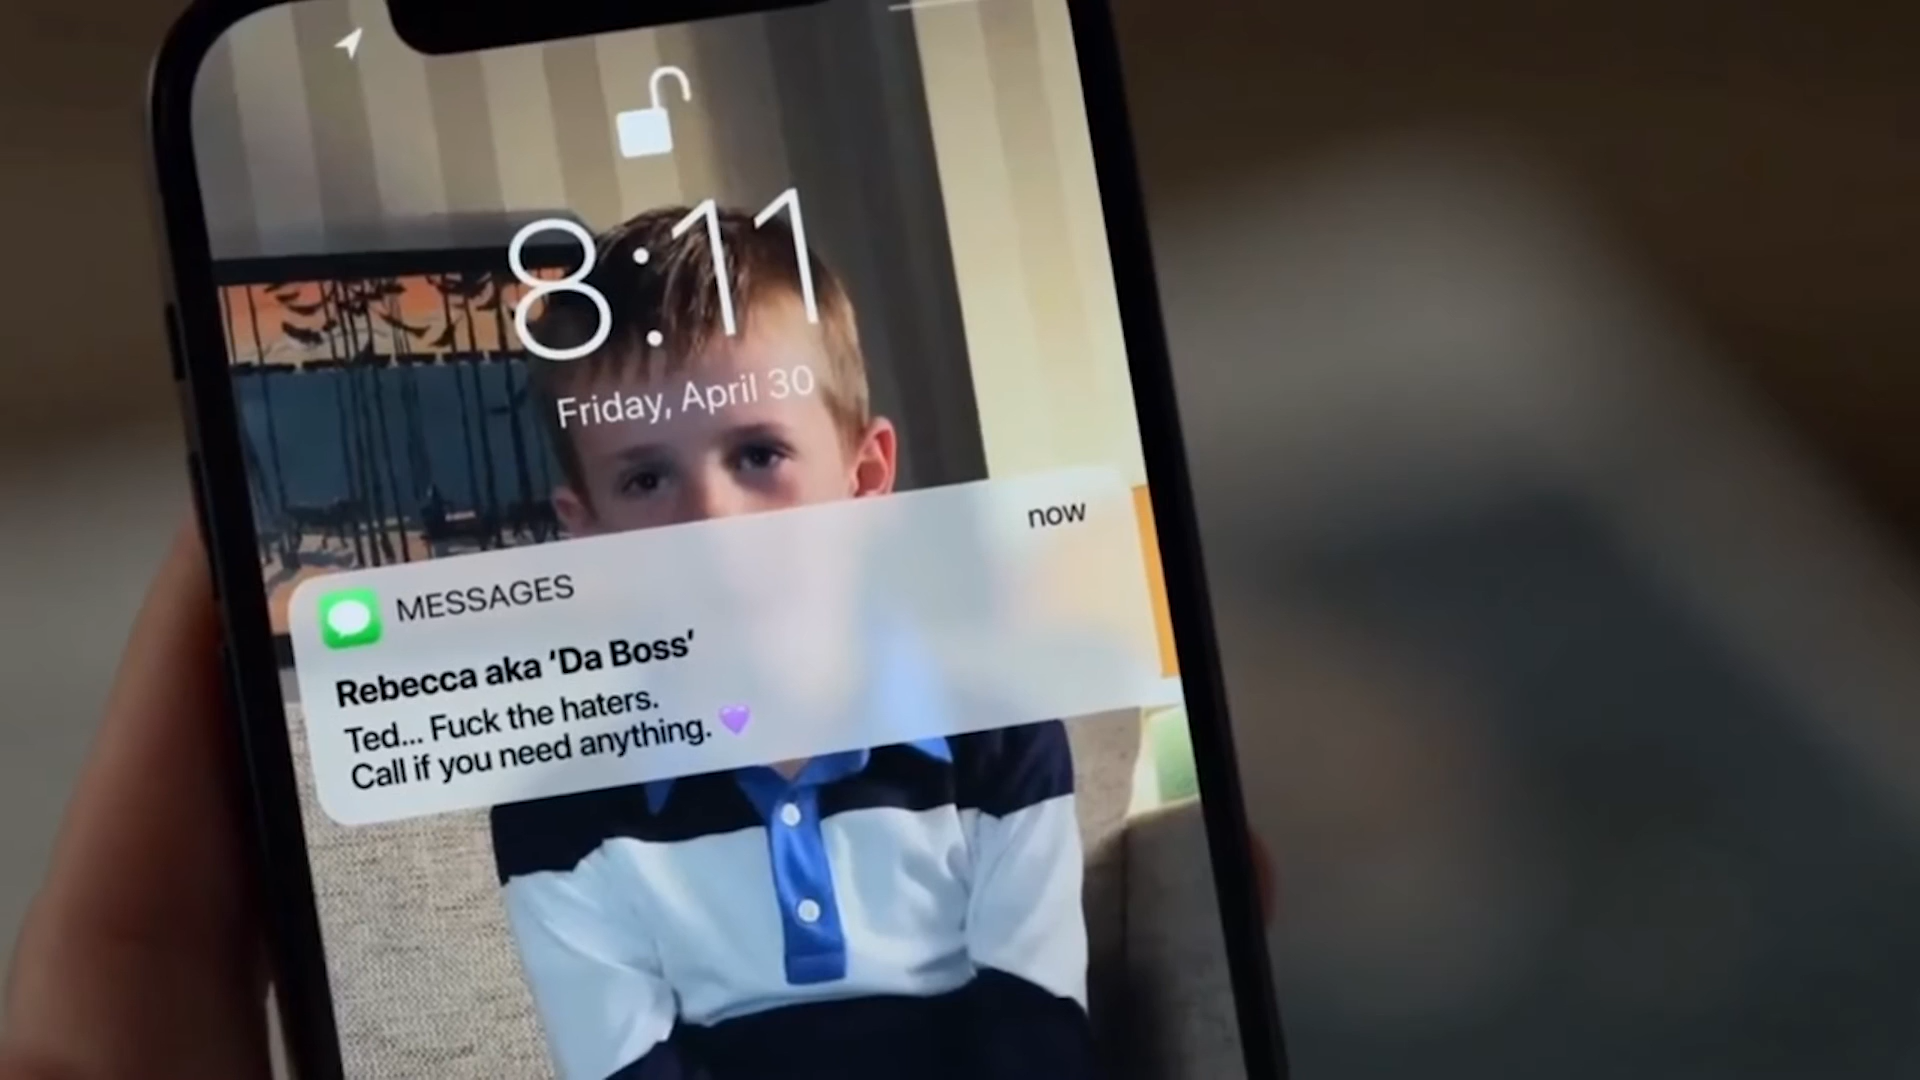 8:11
Friday, April 30
MESSAGES
now
Rebecca aka ‘Da Boss’
Ted... Fuck the haters.
Call if you need anything. 💜